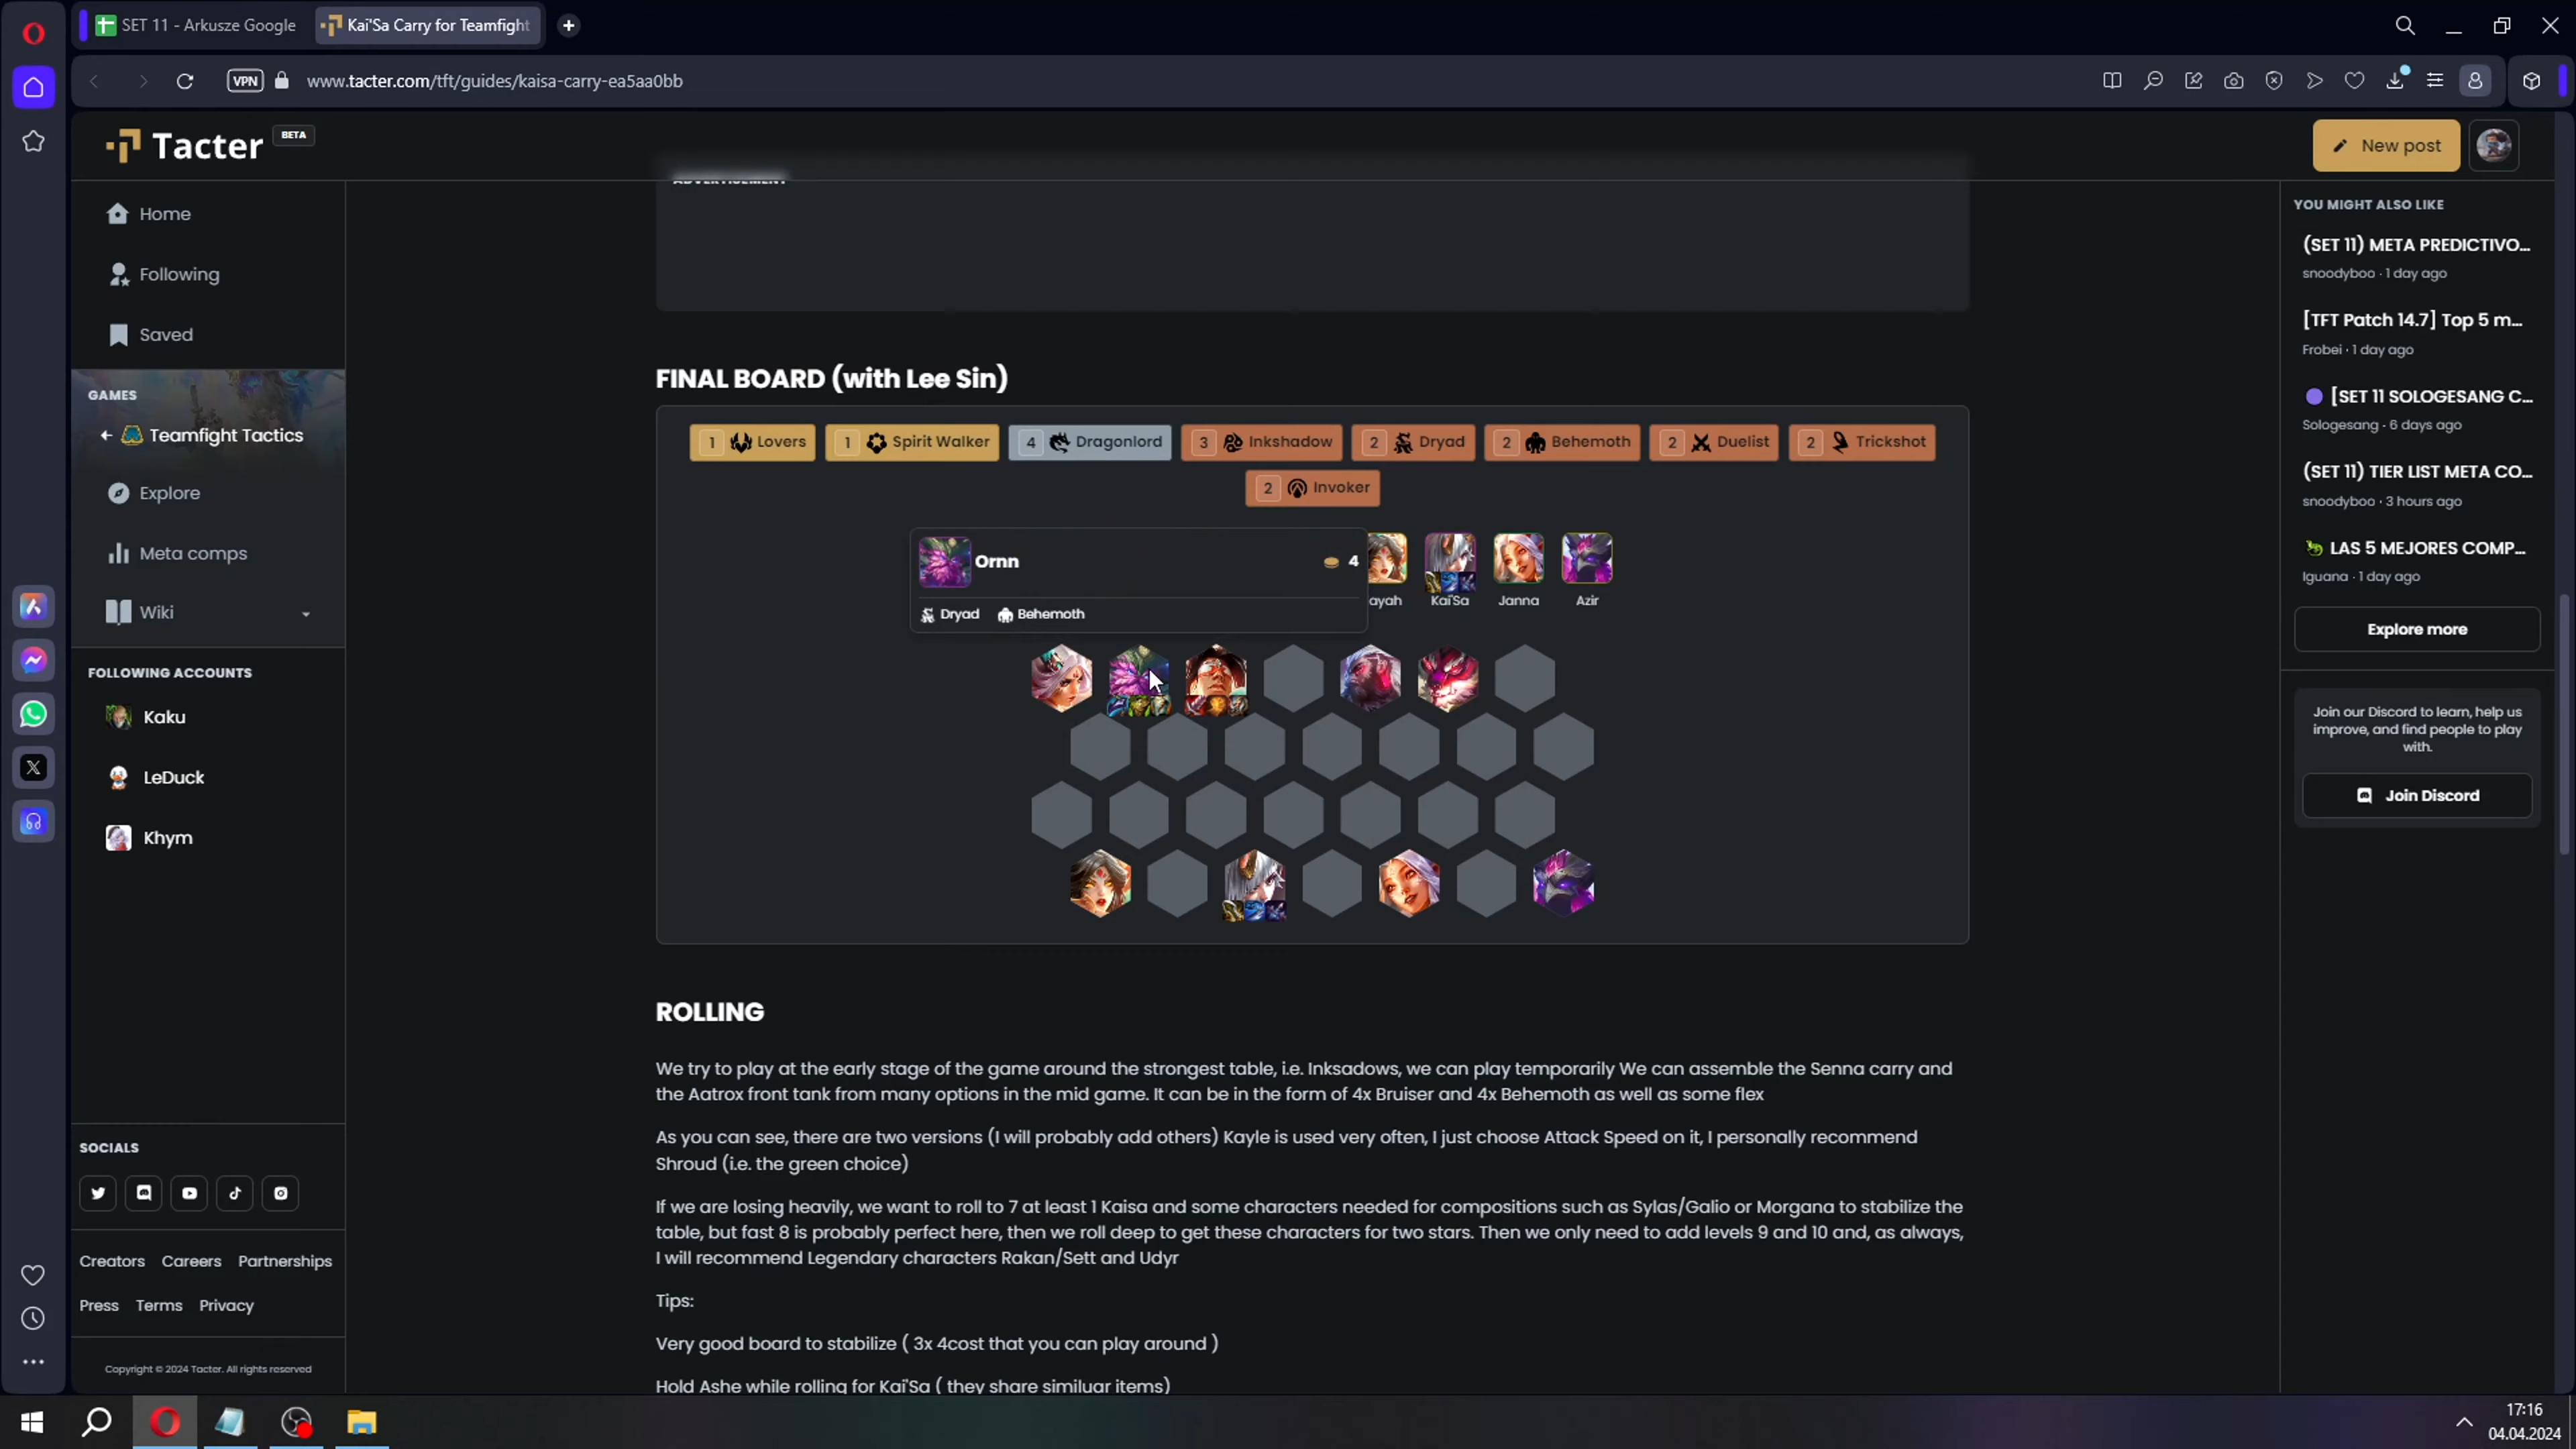 SET 11 - Arkusze Google
Kai'Sa Carry for Teamfight
VPN
www.tacter.com/tft/guides/kaisa-carry-ea5aa0bb
Tacter
BETA
New post
Home
Following
Saved
GAMES
Teamfight Tactics
Explore
Meta comps
Wiki
FOLLOWING ACCOUNTS
Kaku
LeDuck
Khym
SOCIALS
Creators Careers Partnerships
Press Terms Privacy
Copyright © 2024 Tacter. All rights reserved
ADVERTISEMENT
FINAL BOARD (with Lee Sin)
1 Lovers
1 Spirit Walker
4 Dragonlord
3 Inkshadow
2 Dryad
2 Behemoth
2 Duelist
2 Trickshot
2 Invoker
Ornn
4
Dryad
Behemoth
ayah
Kai'Sa
Janna
Azir
ROLLING
We try to play at the early stage of the game around the strongest table, i.e. Inksadows, we can play temporarily We can assemble the Senna carry and
the Aatrox front tank from many options in the mid game. It can be in the form of 4x Bruiser and 4x Behemoth as well as some flex
As you can see, there are two versions (I will probably add others) Kayle is used very often, I just choose Attack Speed on it, I personally recommend
Shroud (i.e. the green choice)
If we are losing heavily, we want to roll to 7 at least 1 Kaisa and some characters needed for compositions such as Sylas/Galio or Morgana to stabilize the
table, but fast 8 is probably perfect here, then we roll deep to get these characters for two stars. Then we only need to add levels 9 and 10 and, as always,
I will recommend Legendary characters Rakan/Sett and Udyr
Tips:
Very good board to stabilize ( 3x 4cost that you can play around )
Hold Ashe while rolling for Kai'Sa ( they share similuar items)
YOU MIGHT ALSO LIKE
(SET 11) META PREDICTIVO...
snoodyboo · 1 day ago
[TFT Patch 14.7] Top 5 m...
Frobei · 1 day ago
[SET 11 SOLOGESANG C...
Sologesang · 6 days ago
(SET 11) TIER LIST META CO...
snoodyboo · 3 hours ago
LAS 5 MEJORES COMP...
Iguana · 1 day ago
Explore more
Join our Discord to learn, help us
improve, and find people to play
with.
Join Discord
17:16
04.04.2024